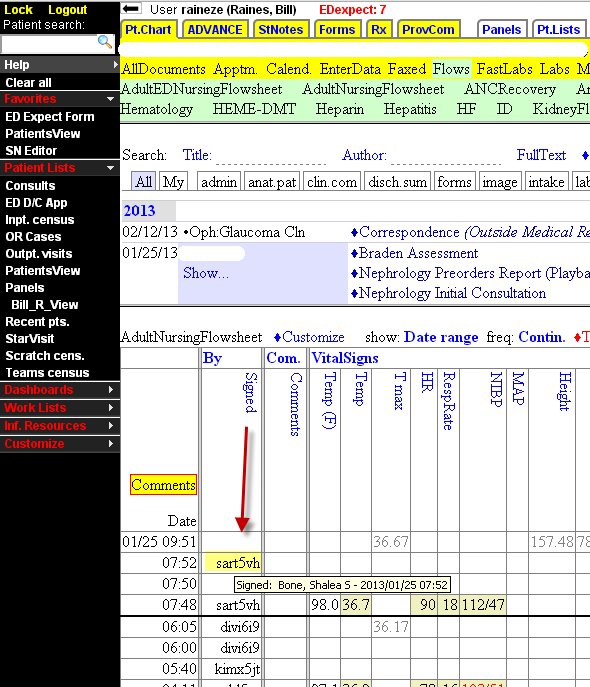 Lock Logout
User raineze (Raines, Bill) EDexpect: 7
Patient search:
Pt.Chart ADVANCE StNotes Forms Rx ProvCom Panels Pt.Lists
Help
Clear all
Favorites
ED Expect Form
PatientsView
SN Editor
Patient Lists
Consults
ED D/C App
Inpt. census
OR Cases
Outpt. visits
PatientsView
Panels
Bill_R_View
Recent pts.
StarVisit
Scratch cens.
Teams census
Dashboards
Work Lists
Inf. Resources
Customize
AllDocuments Apptm. Calend. EnterData Faxed Flows FastLabs Labs M
AdultEDNursingFlowsheet AdultNursingFlowsheet ANCRecovery An
Hematology HEME-DMT Heparin Hepatitis HF ID KidneyFl
Search: Title: Author: FullText ♦
All My admin anat.pat clin.com disch.sum forms image intake lab
2013
02/12/13 •Oph:Glaucoma Cln ♦Correspondence (Outside Medical Re
01/25/13 ♦Braden Assessment
Show... ♦Nephrology Preorders Report (Playba
♦Nephrology Initial Consultation
AdultNursingFlowsheet ♦Customize show: Date range freq: Contin. ♦T
By Com. VitalSigns
Signed Comments Temp (F) Temp T max HR RespRate NIBP MAP Height
Comments
Date
01/25 09:51 36.67 157.48 78
07:52 sart5vh
07:50
Signed: Bone, Shalea S - 2013/01/25 07:52
07:48 sart5vh 98.0 36.7 90 18 112/47
06:05 divi6i9 36.17
06:00 divi6i9
05:40 kimx5jt